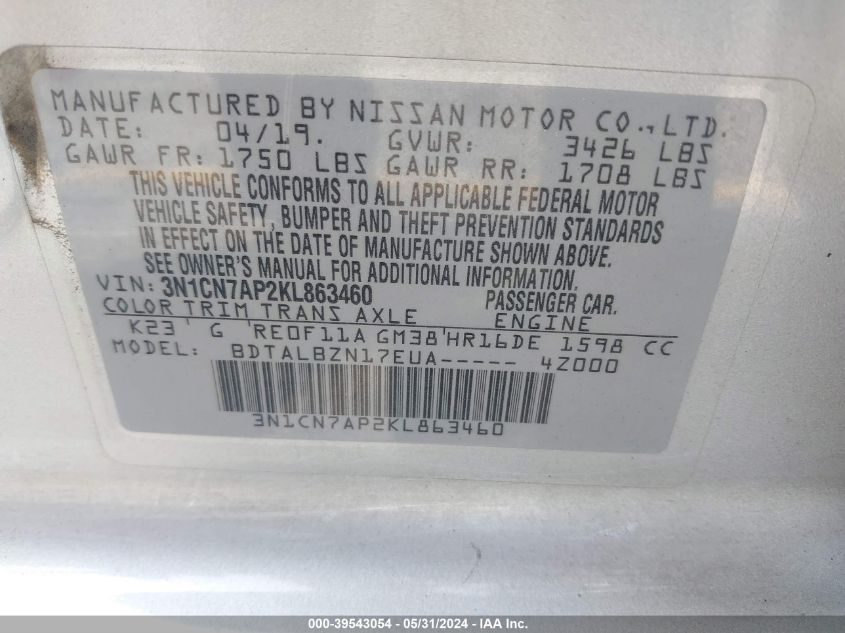 MANUFACTURED BY NISSAN MOTOR CO., LTD.
DATE: 04/19. GVWR: 3426 LBS
GAWR FR: 1750 LBS GAWR RR: 1708 LBS
THIS VEHICLE CONFORMS TO ALL APPLICABLE FEDERAL MOTOR
VEHICLE SAFETY, BUMPER AND THEFT PREVENTION STANDARDS
IN EFFECT ON THE DATE OF MANUFACTURE SHOWN ABOVE.
SEE OWNER'S MANUAL FOR ADDITIONAL INFORMATION.
VIN: 3N1CN7AP2KL863460 PASSENGER CAR.
COLOR TRIM TRANS AXLE ENGINE
K23 ' G ' RE0F11A GM38 ' HR16DE 1598 CC
MODEL: BDTALBZN17EUA----- 4Z000
3N1CN7AP2KL863460
000-39543054 - 05/31/2024 - IAA Inc.